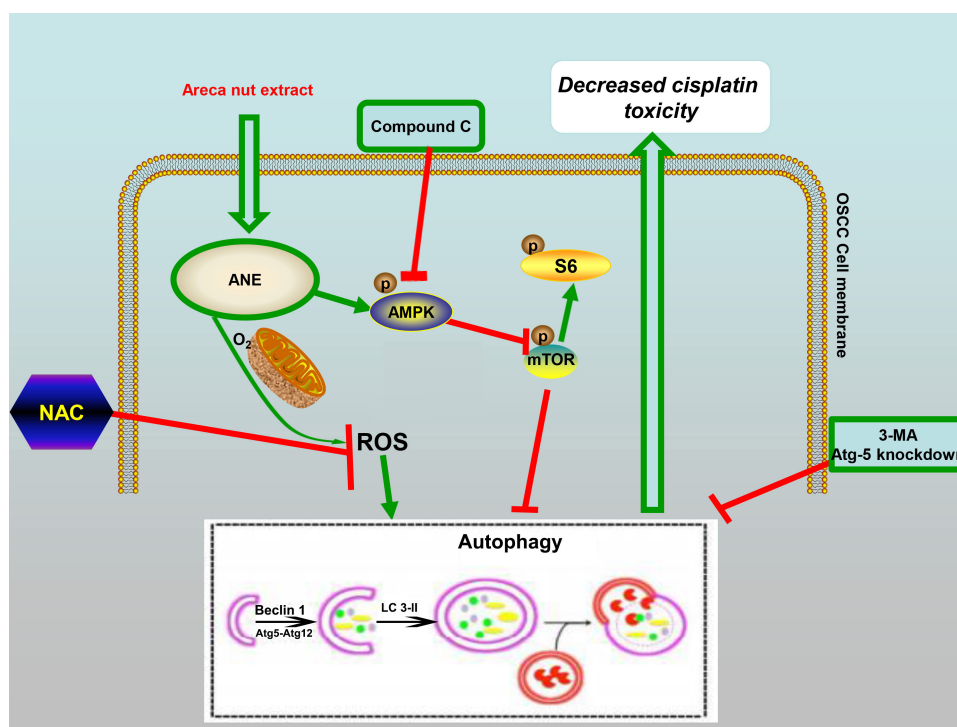 Areca nut extract
Compound C
Decreased cisplatin
toxicity
OSCC Cell membrane
p
S6
ANE
p
AMPK
p
mTOR
O2
NAC
ROS
3-MA
Atg-5 knockdown
Autophagy
Beclin 1
Atg5-Atg12
LC 3-II